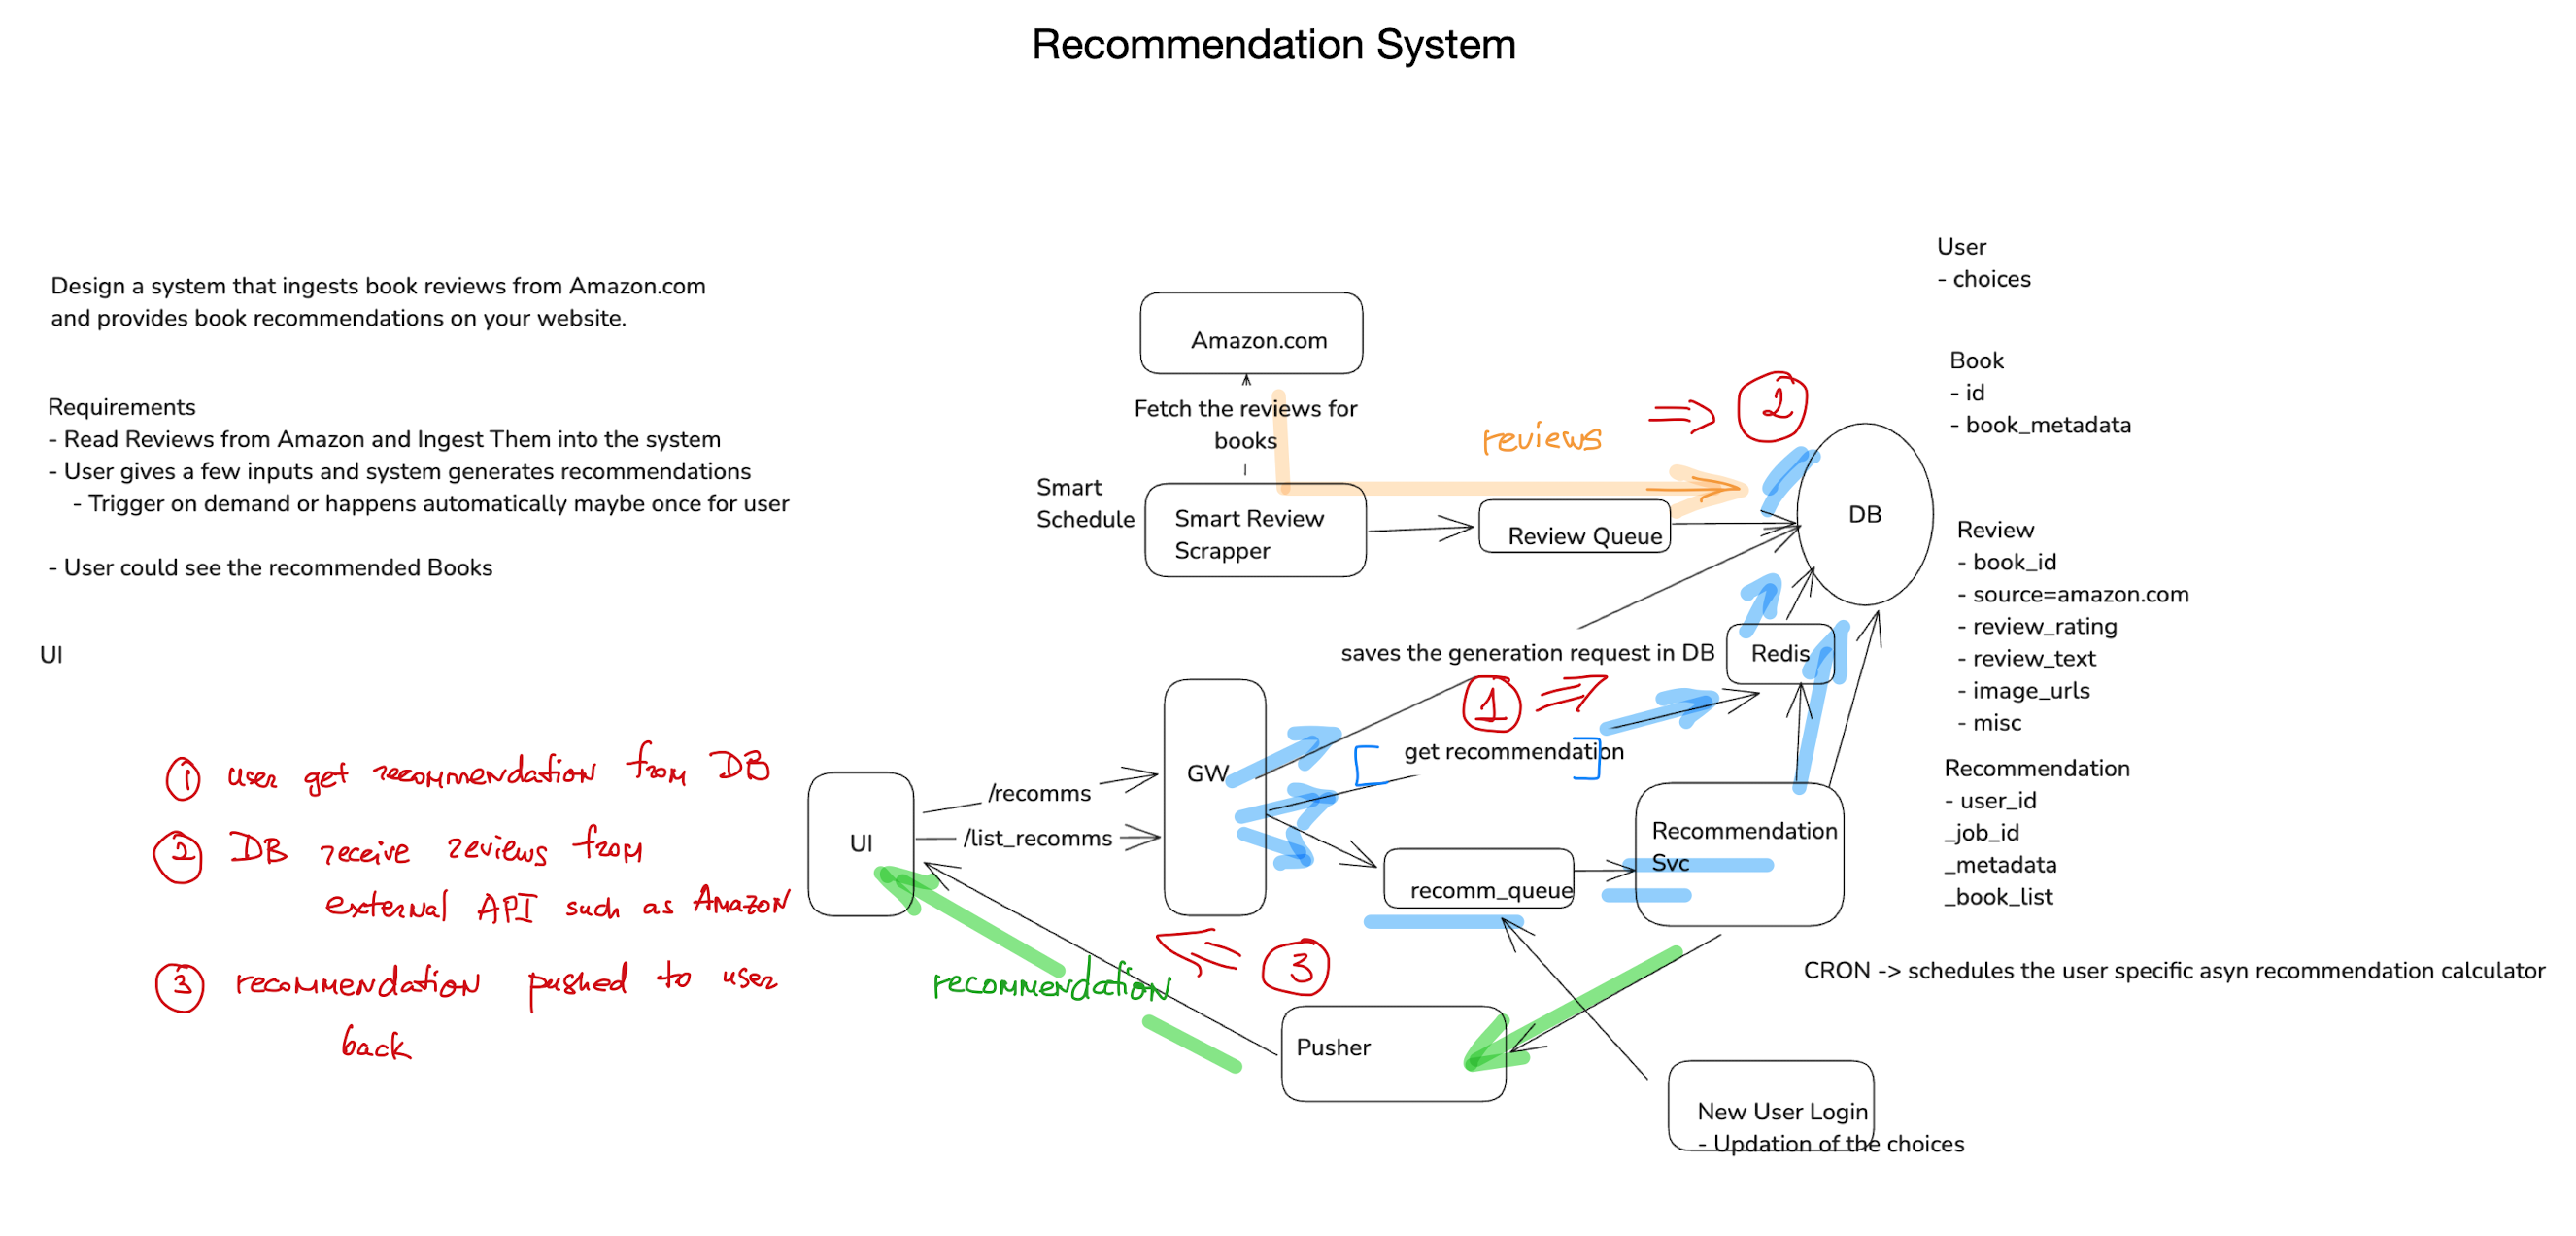 Recommendation System
Design a system that ingests book reviews from Amazon.com
and provides book recommendations on your website.
Requirements
- Read Reviews from Amazon and Ingest Them into the system
- User gives a few inputs and system generates recommendations
- Trigger on demand or happens automatically maybe once for user
- User could see the recommended Books
UI
1 user get recommendation from DB
2 DB receive reviews from
external API such as Amazon
3 recommendation pushed to user
back
Amazon.com
Fetch the reviews for
books
Smart
Schedule
Smart Review
Scrapper
reviews
2
Review Queue
DB
saves the generation request in DB
Redis
1
get recommendation
GW
/recomms
/list_recomms
UI
recomm_queue
Recommendation
Svc
3
recommendation
Pusher
New User Login
- Updation of the choices
CRON -> schedules the user specific asyn recommendation calculator
User
- choices
Book
- id
- book_metadata
Review
- book_id
- source=amazon.com
- review_rating
- review_text
- image_urls
- misc
Recommendation
- user_id
_job_id
_metadata
_book_list